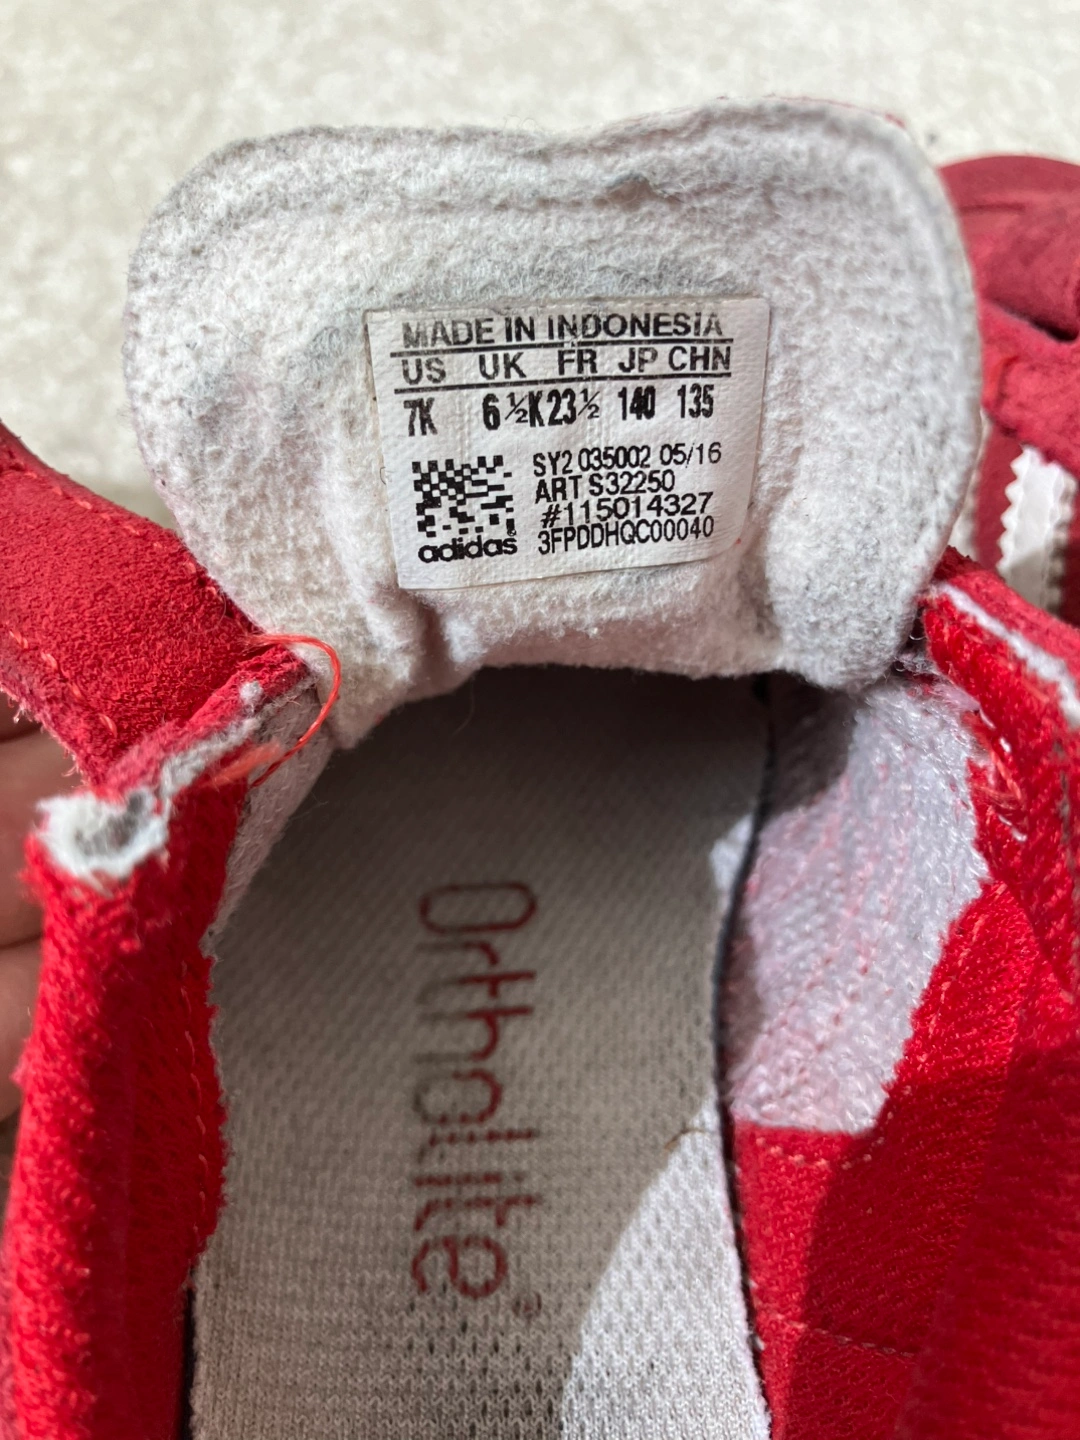 MADE IN INDONESIA
US UK FR JP CHN
7K 6½K 23½ 140 135
SY2 035002 05/16
ART S32250
#115014327
3FPDDHQC00040
adidas®
Ortholite®